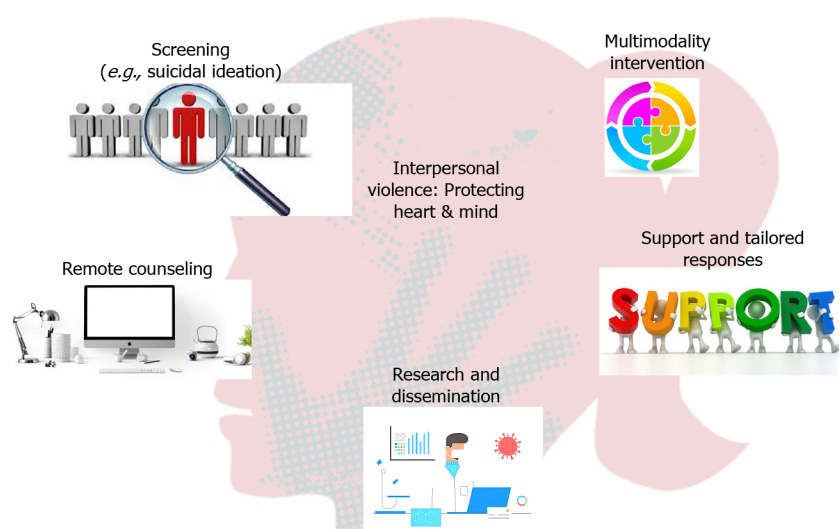 Screening
(e.g., suicidal ideation)
Multimodality
intervention
Interpersonal
violence: Protecting
heart & mind
Support and tailored
responses
SUPPORT
Remote counseling
Research and
dissemination